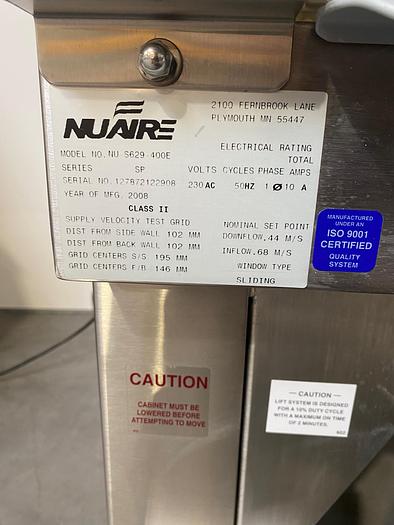 NUAIRE
2100 FERNBROOK LANE
PLYMOUTH MN 55447
ELECTRICAL RATING
TOTAL
MODEL NO. NU-S629-400E
SERIES SP
VOLTS CYCLES PHASE AMPS
SERIAL NO. 127872122908
230 AC 50HZ 1 Ø 10 A
YEAR OF MFG. 2008
CLASS II
SUPPLY VELOCITY TEST GRID
NOMINAL SET POINT
DIST FROM SIDE WALL 102 MM
DOWNFLOW .44 M/S
DIST FROM BACK WALL 102 MM
INFLOW .68 M/S
GRID CENTERS S/S 195 MM
WINDOW TYPE
GRID CENTERS F/B 146 MM
SLIDING
MANUFACTURED
UNDER AN
ISO 9001
CERTIFIED
QUALITY
SYSTEM
CAUTION
CABINET MUST BE
LOWERED BEFORE
ATTEMPTING TO MOVE
— CAUTION —
LIFT SYSTEM IS DESIGNED
FOR A 10% DUTY CYCLE
WITH A MAXIMUM ON TIME
OF 2 MINUTES.